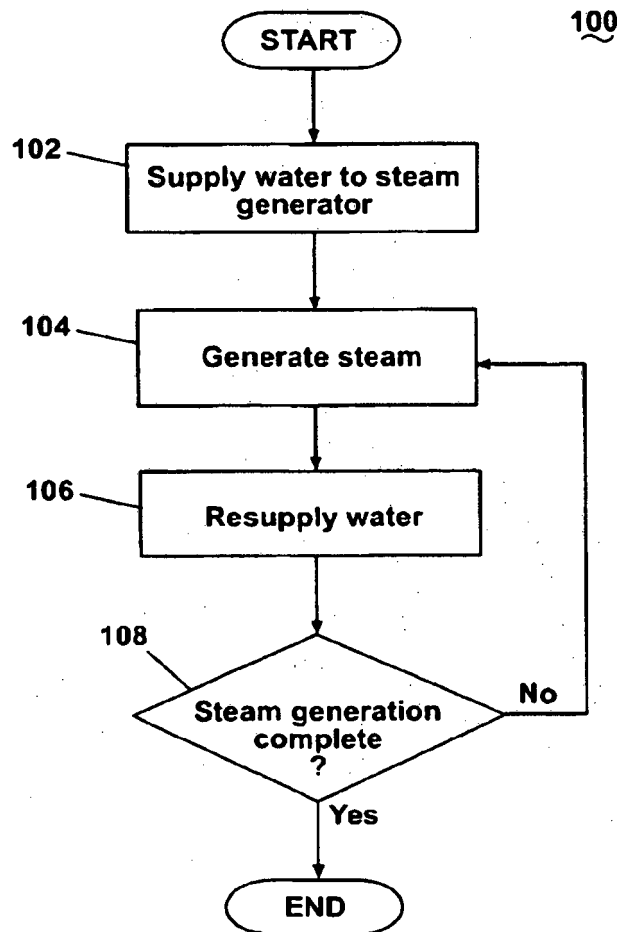 START
100
102
Supply water to steam
generator
104
Generate steam
106
Resupply water
108
Steam generation
complete
?
No
Yes
END